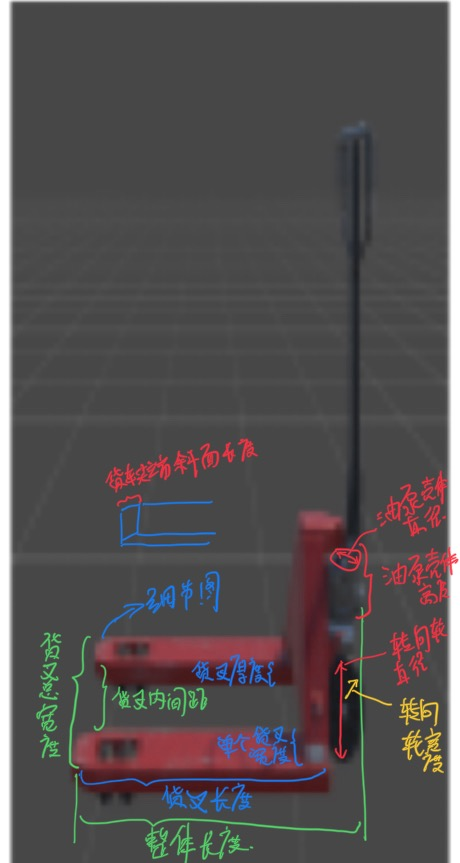 货叉尖端斜面长度
油泵壳体
直径
油泵壳体
高度
细节图
转向轮
直径
货叉总宽度
货叉厚度
货叉内间距
转向
轮宽度
单个货叉
宽度
货叉长度
整体长度